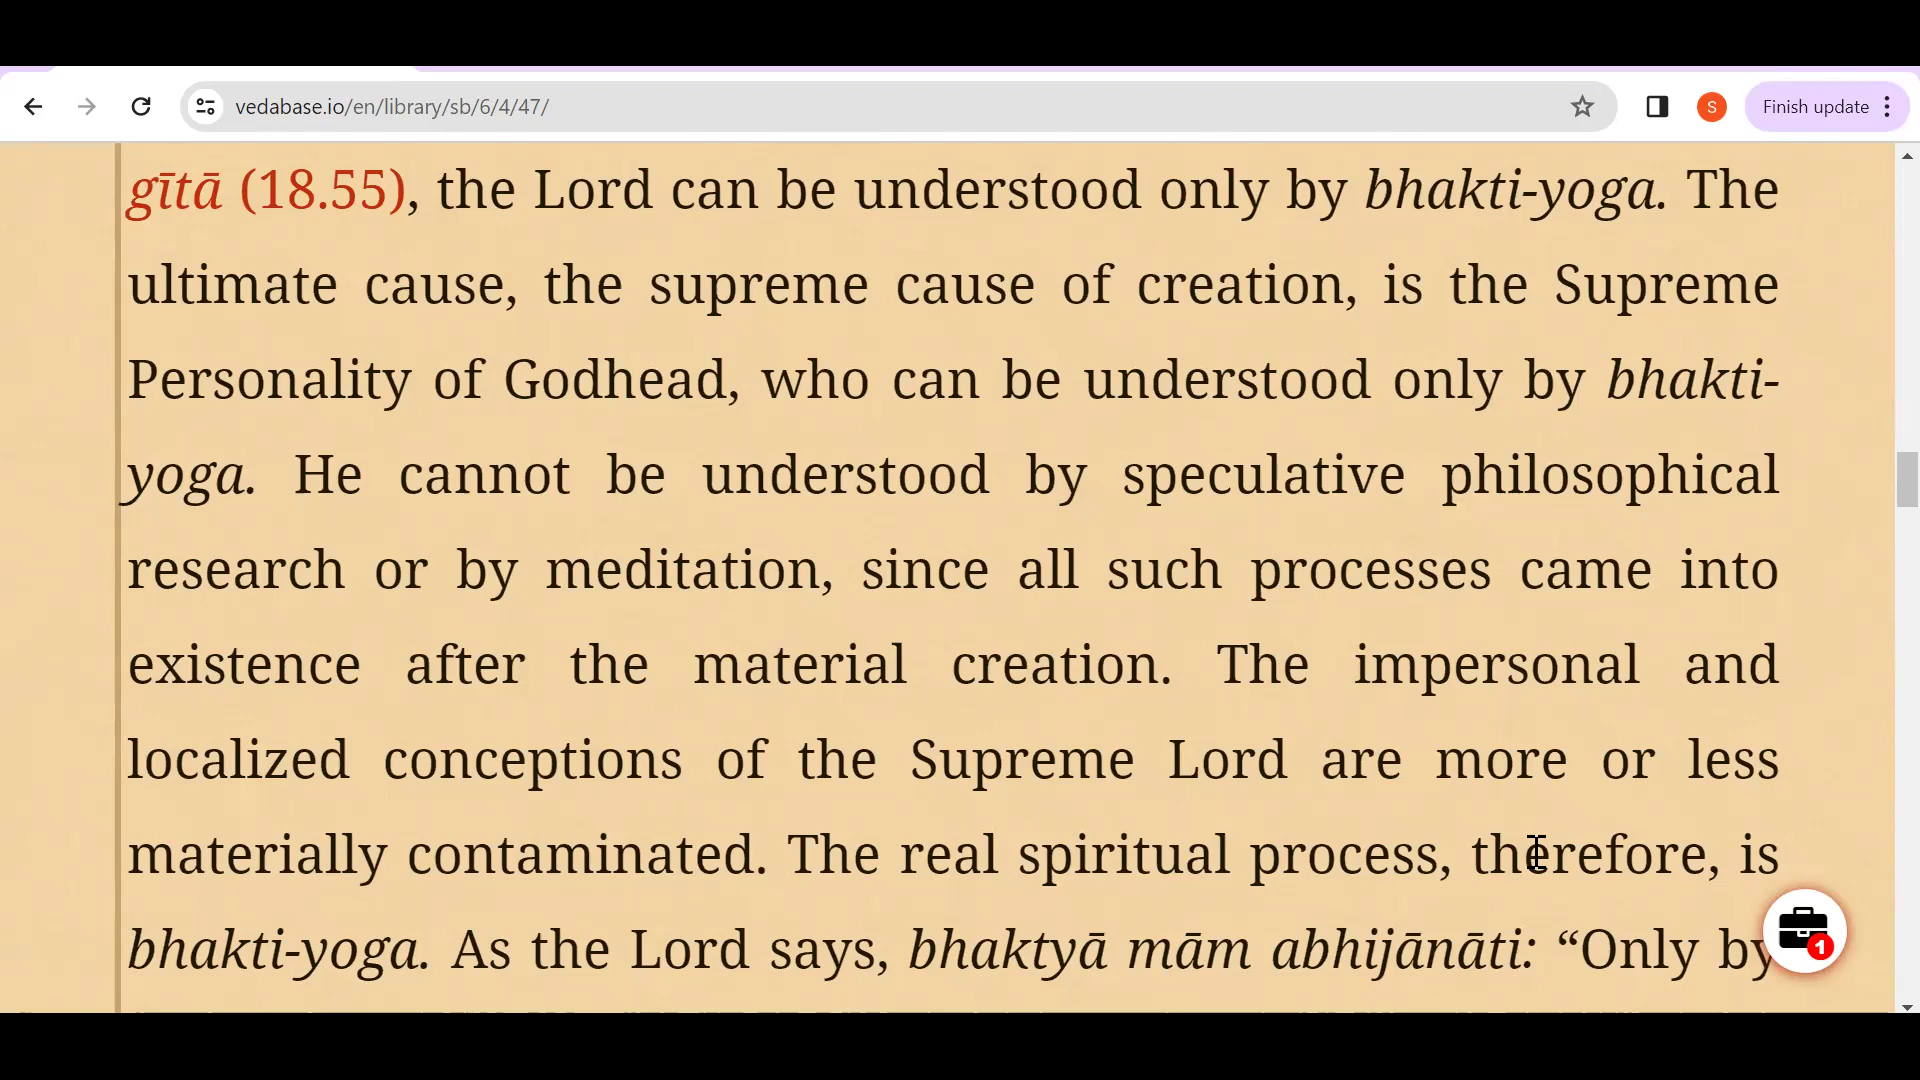 vedabase.io/en/library/sb/6/4/47/
S
Finish update
gītā (18.55), the Lord can be understood only by bhakti-yoga. The
ultimate cause, the supreme cause of creation, is the Supreme
Personality of Godhead, who can be understood only by bhakti-
yoga. He cannot be understood by speculative philosophical
research or by meditation, since all such processes came into
existence after the material creation. The impersonal and
localized conceptions of the Supreme Lord are more or less
materially contaminated. The real spiritual process, therefore, is
bhakti-yoga. As the Lord says, bhaktyā mām abhijānāti: “Only by
1